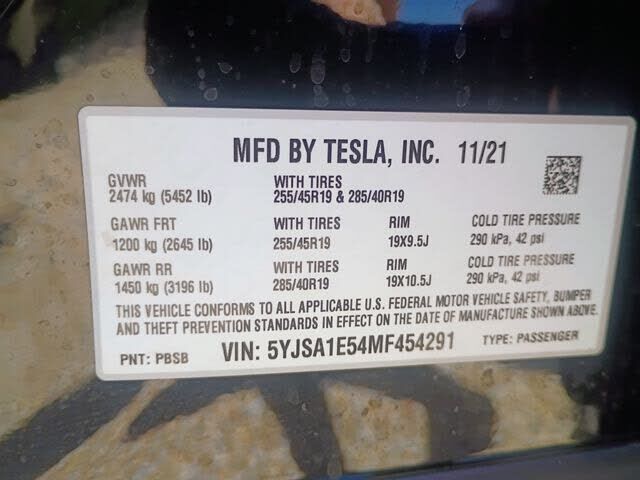 MFD BY TESLA, INC. 11/21
GVWR WITH TIRES
2474 kg (5452 lb) 255/45R19 & 285/40R19
GAWR FRT WITH TIRES RIM COLD TIRE PRESSURE
1200 kg (2645 lb) 255/45R19 19X9.5J 290 kPa, 42 psi
GAWR RR WITH TIRES RIM COLD TIRE PRESSURE
1450 kg (3196 lb) 285/40R19 19X10.5J 290 kPa, 42 psi
THIS VEHICLE CONFORMS TO ALL APPLICABLE U.S. FEDERAL MOTOR VEHICLE SAFETY, BUMPER
AND THEFT PREVENTION STANDARDS IN EFFECT ON THE DATE OF MANUFACTURE SHOWN ABOVE.
PNT: PBSB VIN: 5YJSA1E54MF454291 TYPE: PASSENGER